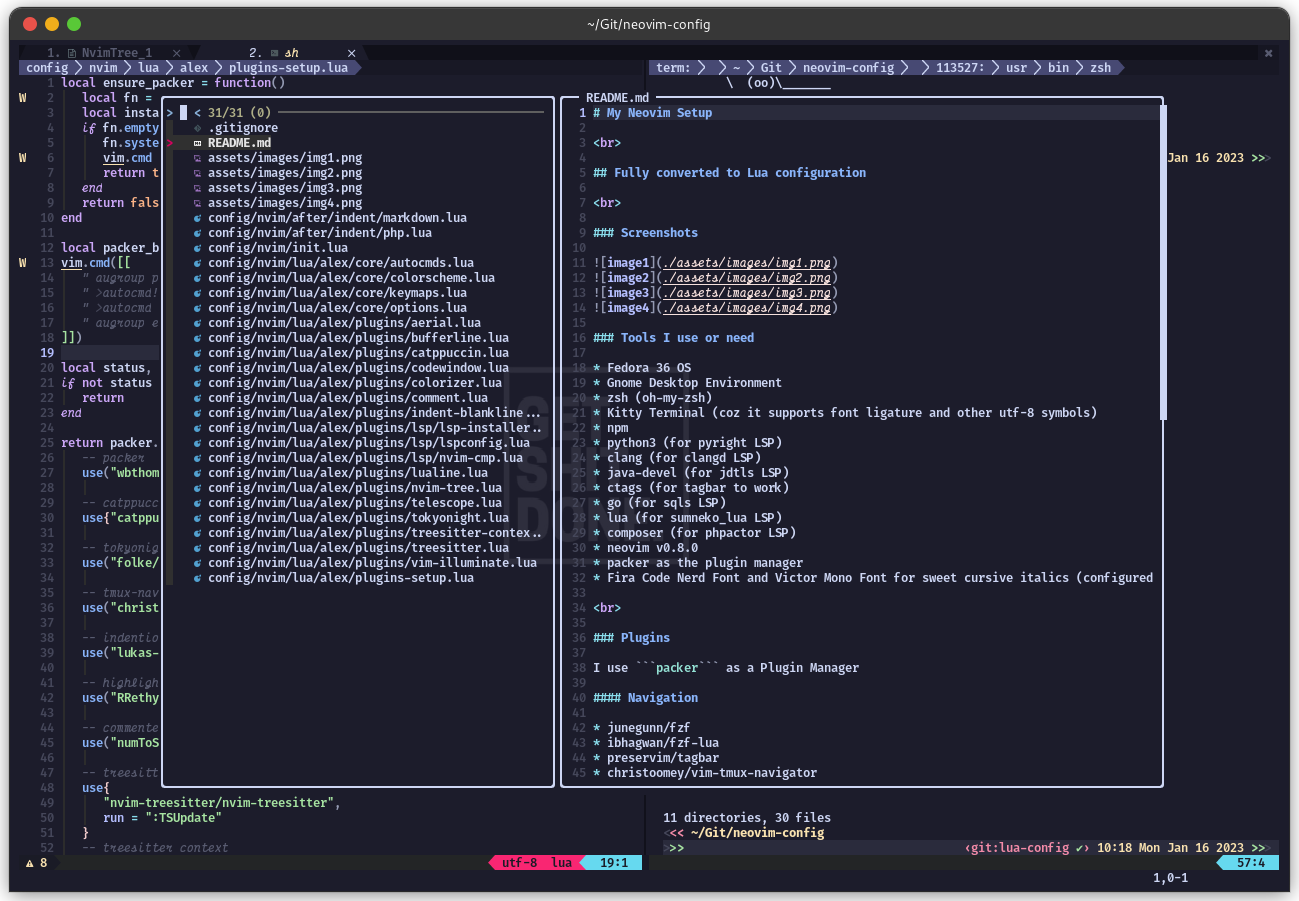 ~/Git/neovim-config
1. NvimTree_1 × 2. sh ×
config > nvim > lua > alex > plugins-setup.lua
1 local ensure_packer = function()
W 2 local fn =
3 local insta
4 if fn.empty
5 fn.syste
W 6 vim.cmd
7 return t
8 end
9 return fals
10 end
11
12 local packer_b
W 13 vim.cmd([[
14 " augroup p
15 " >autocmd!
16 " >autocmd
17 " augroup e
18 ]])
19
20 local status,
21 if not status
22 return
23 end
24
25 return packer.
26 -- packer
27 use("wbthom
28
29 -- catppucc
30 use{"catppu
31
32 -- tokyonig
33 use("folke/
34
35 -- tmux-nav
36 use("christ
37
38 -- indentio
39 use("lukas-
40
41 -- highligh
42 use("RRethy
43
44 -- commente
45 use("numToS
46
47 -- treesitt
48 use{
49 "nvim-treesitter/nvim-treesitter",
50 run = ":TSUpdate"
51 }
52 -- treesitter context
8 utf-8 lua 19:1
> < 31/31 (0)
.gitignore
> README.md
assets/images/img1.png
assets/images/img2.png
assets/images/img3.png
assets/images/img4.png
config/nvim/after/indent/markdown.lua
config/nvim/after/indent/php.lua
config/nvim/init.lua
config/nvim/lua/alex/core/autocmds.lua
config/nvim/lua/alex/core/colorscheme.lua
config/nvim/lua/alex/core/keymaps.lua
config/nvim/lua/alex/core/options.lua
config/nvim/lua/alex/plugins/aerial.lua
config/nvim/lua/alex/plugins/bufferline.lua
config/nvim/lua/alex/plugins/catppuccin.lua
config/nvim/lua/alex/plugins/codewindow.lua
config/nvim/lua/alex/plugins/colorizer.lua
config/nvim/lua/alex/plugins/comment.lua
config/nvim/lua/alex/plugins/indent-blankline...
config/nvim/lua/alex/plugins/lsp/lsp-installer..
config/nvim/lua/alex/plugins/lsp/lspconfig.lua
config/nvim/lua/alex/plugins/lsp/nvim-cmp.lua
config/nvim/lua/alex/plugins/lualine.lua
config/nvim/lua/alex/plugins/nvim-tree.lua
config/nvim/lua/alex/plugins/telescope.lua
config/nvim/lua/alex/plugins/tokyonight.lua
config/nvim/lua/alex/plugins/treesitter-contex..
config/nvim/lua/alex/plugins/treesitter.lua
config/nvim/lua/alex/plugins/vim-illuminate.lua
config/nvim/lua/alex/plugins-setup.lua
term: > > ~ > Git > neovim-config > > 113527: > usr > bin > zsh
\ (oo)\_______
README.md
1 # My Neovim Setup
2
3 <br>
4
5 ## Fully converted to Lua configuration
6
7 <br>
8
9 ### Screenshots
10
11 ![image1](./assets/images/img1.png)
12 ![image2](./assets/images/img2.png)
13 ![image3](./assets/images/img3.png)
14 ![image4](./assets/images/img4.png)
15
16 ### Tools I use or need
17
18 * Fedora 36 OS
19 * Gnome Desktop Environment
20 * zsh (oh-my-zsh)
21 * Kitty Terminal (coz it supports font ligature and other utf-8 symbols)
22 * npm
23 * python3 (for pyright LSP)
24 * clang (for clangd LSP)
25 * java-devel (for jdtls LSP)
26 * ctags (for tagbar to work)
27 * go (for sqls LSP)
28 * lua (for sumneko_lua LSP)
29 * composer (for phpactor LSP)
30 * neovim v0.8.0
31 * packer as the plugin manager
32 * Fira Code Nerd Font and Victor Mono Font for sweet cursive italics (configured
33
34 <br>
35
36 ### Plugins
37
38 I use ```packer``` as a Plugin Manager
39
40 #### Navigation
41
42 * junegunn/fzf
43 * ibhagwan/fzf-lua
44 * preservim/tagbar
45 * christoomey/vim-tmux-navigator
Jan 16 2023 >>>
11 directories, 30 files
<<< ~/Git/neovim-config
>>> ‹git:lua-config ✔› 10:18 Mon Jan 16 2023 >>>
57:4
1,0-1